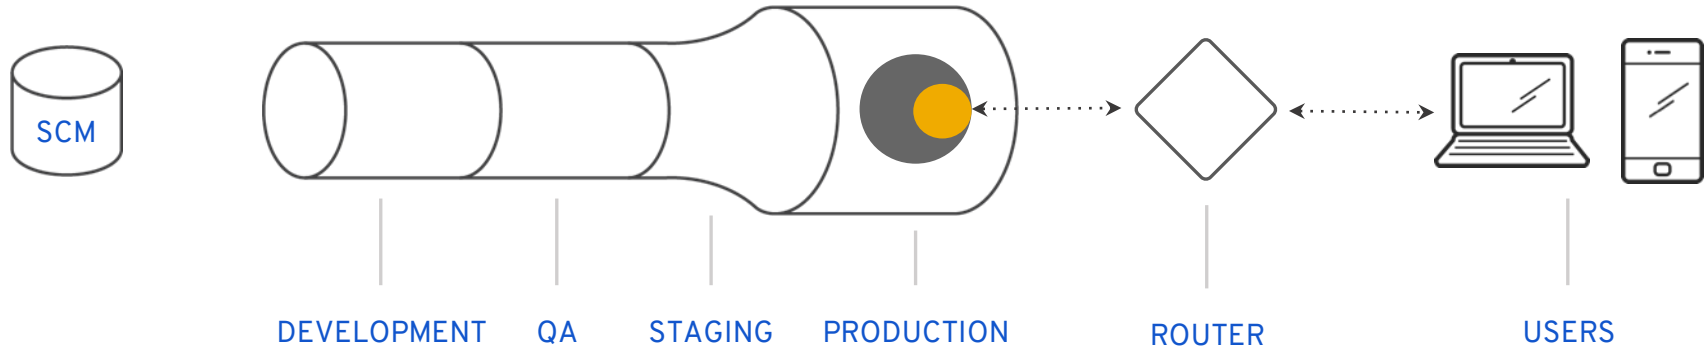 SCM
DEVELOPMENT
QA
STAGING
PRODUCTION
ROUTER
USERS